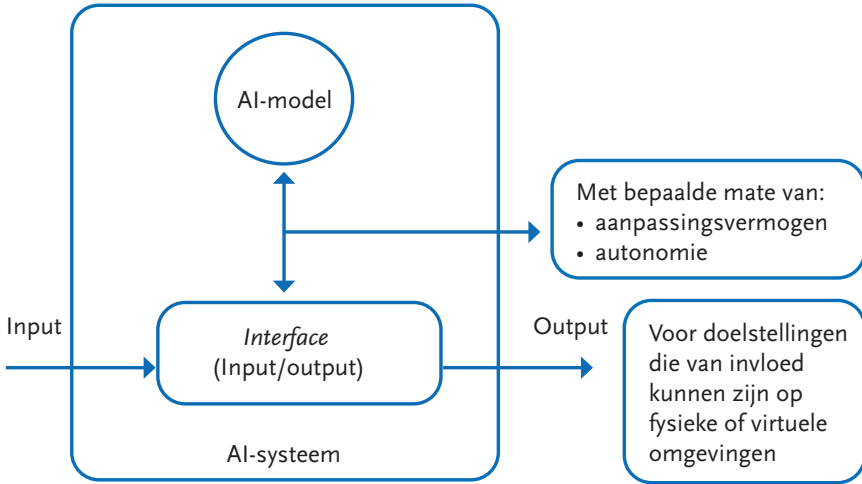 AI-model
Met bepaalde mate van:
• aanpassingsvermogen
• autonomie
Input
Interface
(Input/output)
Output
Voor doelstellingen
die van invloed
kunnen zijn op
fysieke of virtuele
omgevingen
AI-systeem